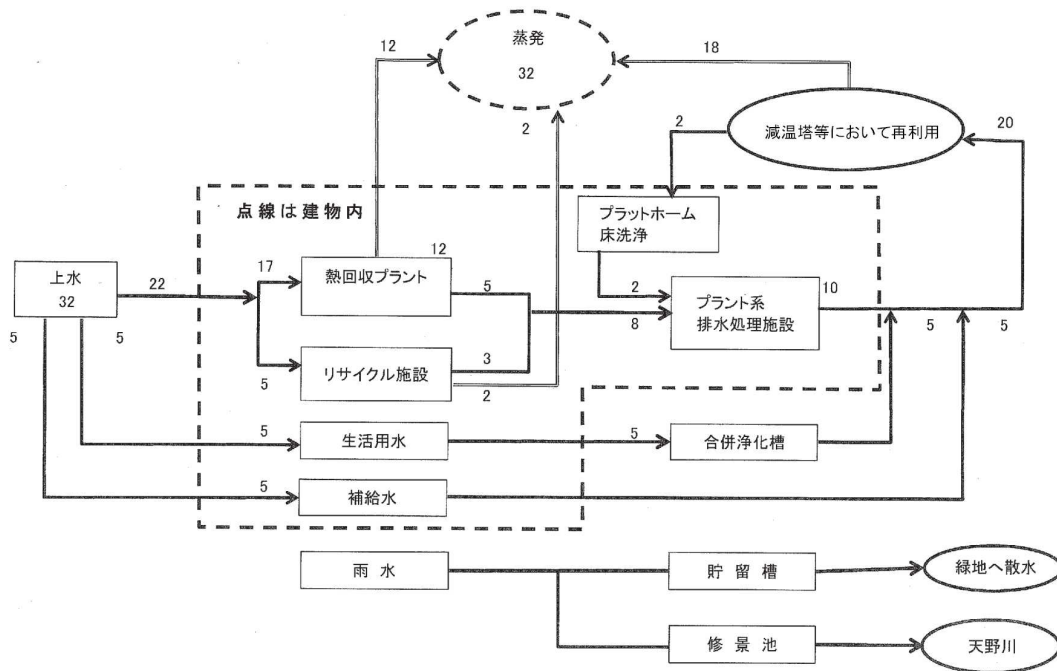 蒸発
32
12
18
2
減温塔等において再利用
2
20
点線は建物内
プラットホーム
床洗浄
上水
32
22
17
熱回収プラント
12
5
2
8
プラント系
排水処理施設
10
5
5
5
5
5
リサイクル施設
3
2
5
生活用水
5
合併浄化槽
5
補給水
雨水
貯留槽
緑地へ散水
修景池
天野川